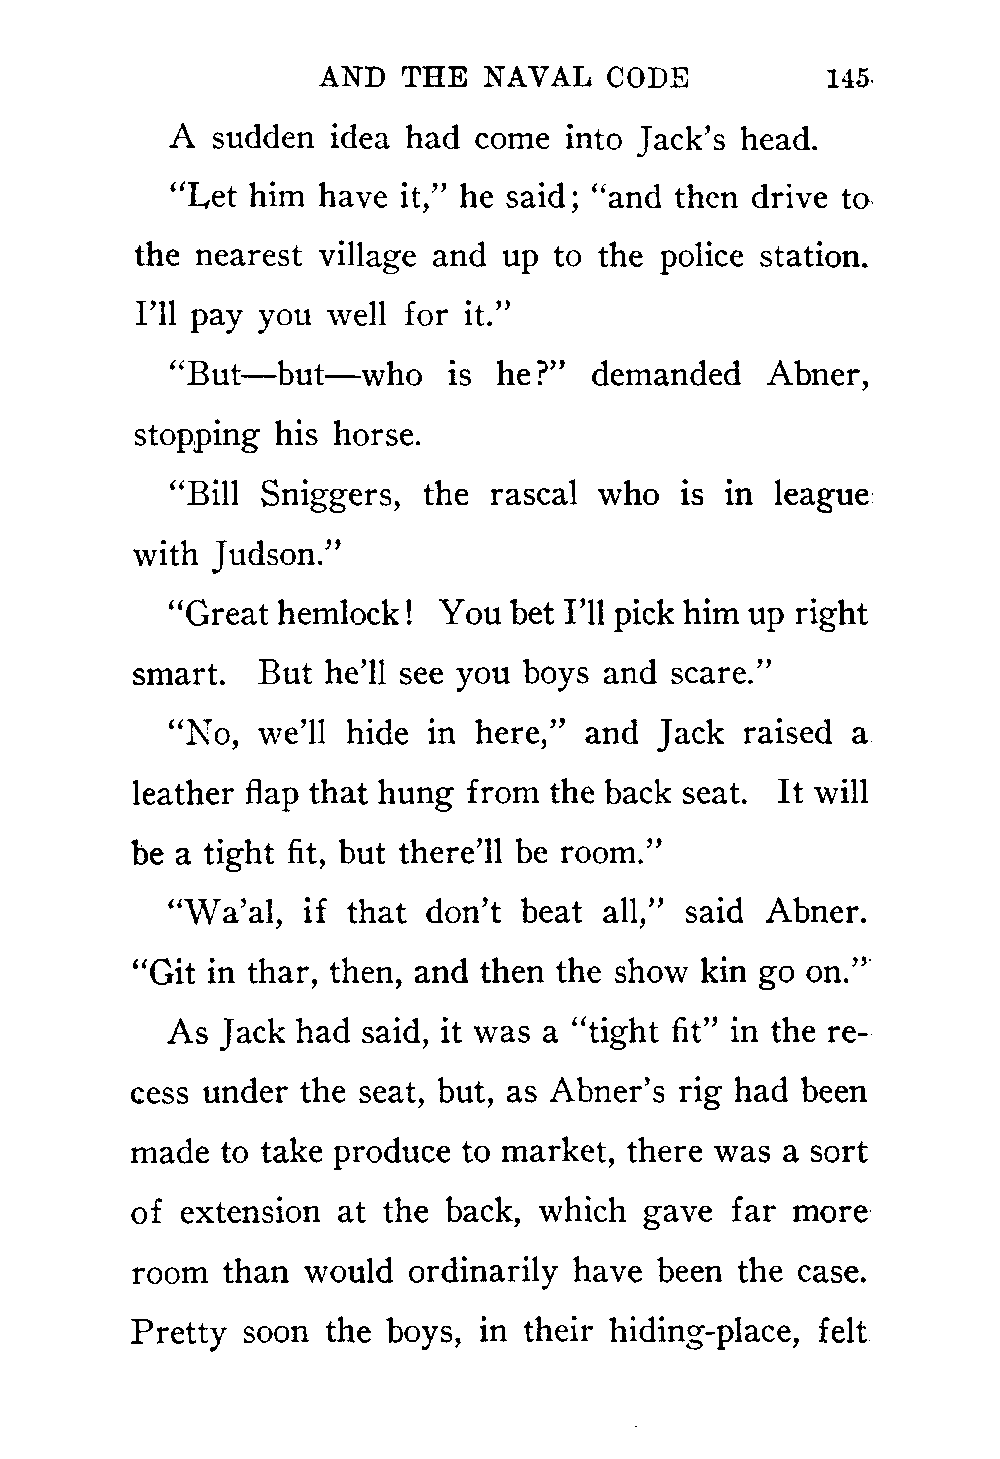 AND THE NAVAL CODE 145
A sudden idea had come into Jack's head.
"Let him have it," he said; "and then drive to
the nearest village and up to the police station.
I'll pay you well for it."
"But—but—who is he?" demanded Abner,
stopping his horse.
"Bill Sniggers, the rascal who is in league
with Judson."
"Great hemlock! You bet I'll pick him up right
smart. But he'll see you boys and scare."
"No, we'll hide in here," and Jack raised a
leather flap that hung from the back seat. It will
be a tight fit, but there'll be room."
"Wa'al, if that don't beat all," said Abner.
"Git in thar, then, and then the show kin go on."
As Jack had said, it was a "tight fit" in the re-
cess under the seat, but, as Abner's rig had been
made to take produce to market, there was a sort
of extension at the back, which gave far more
room than would ordinarily have been the case.
Pretty soon the boys, in their hiding-place, felt